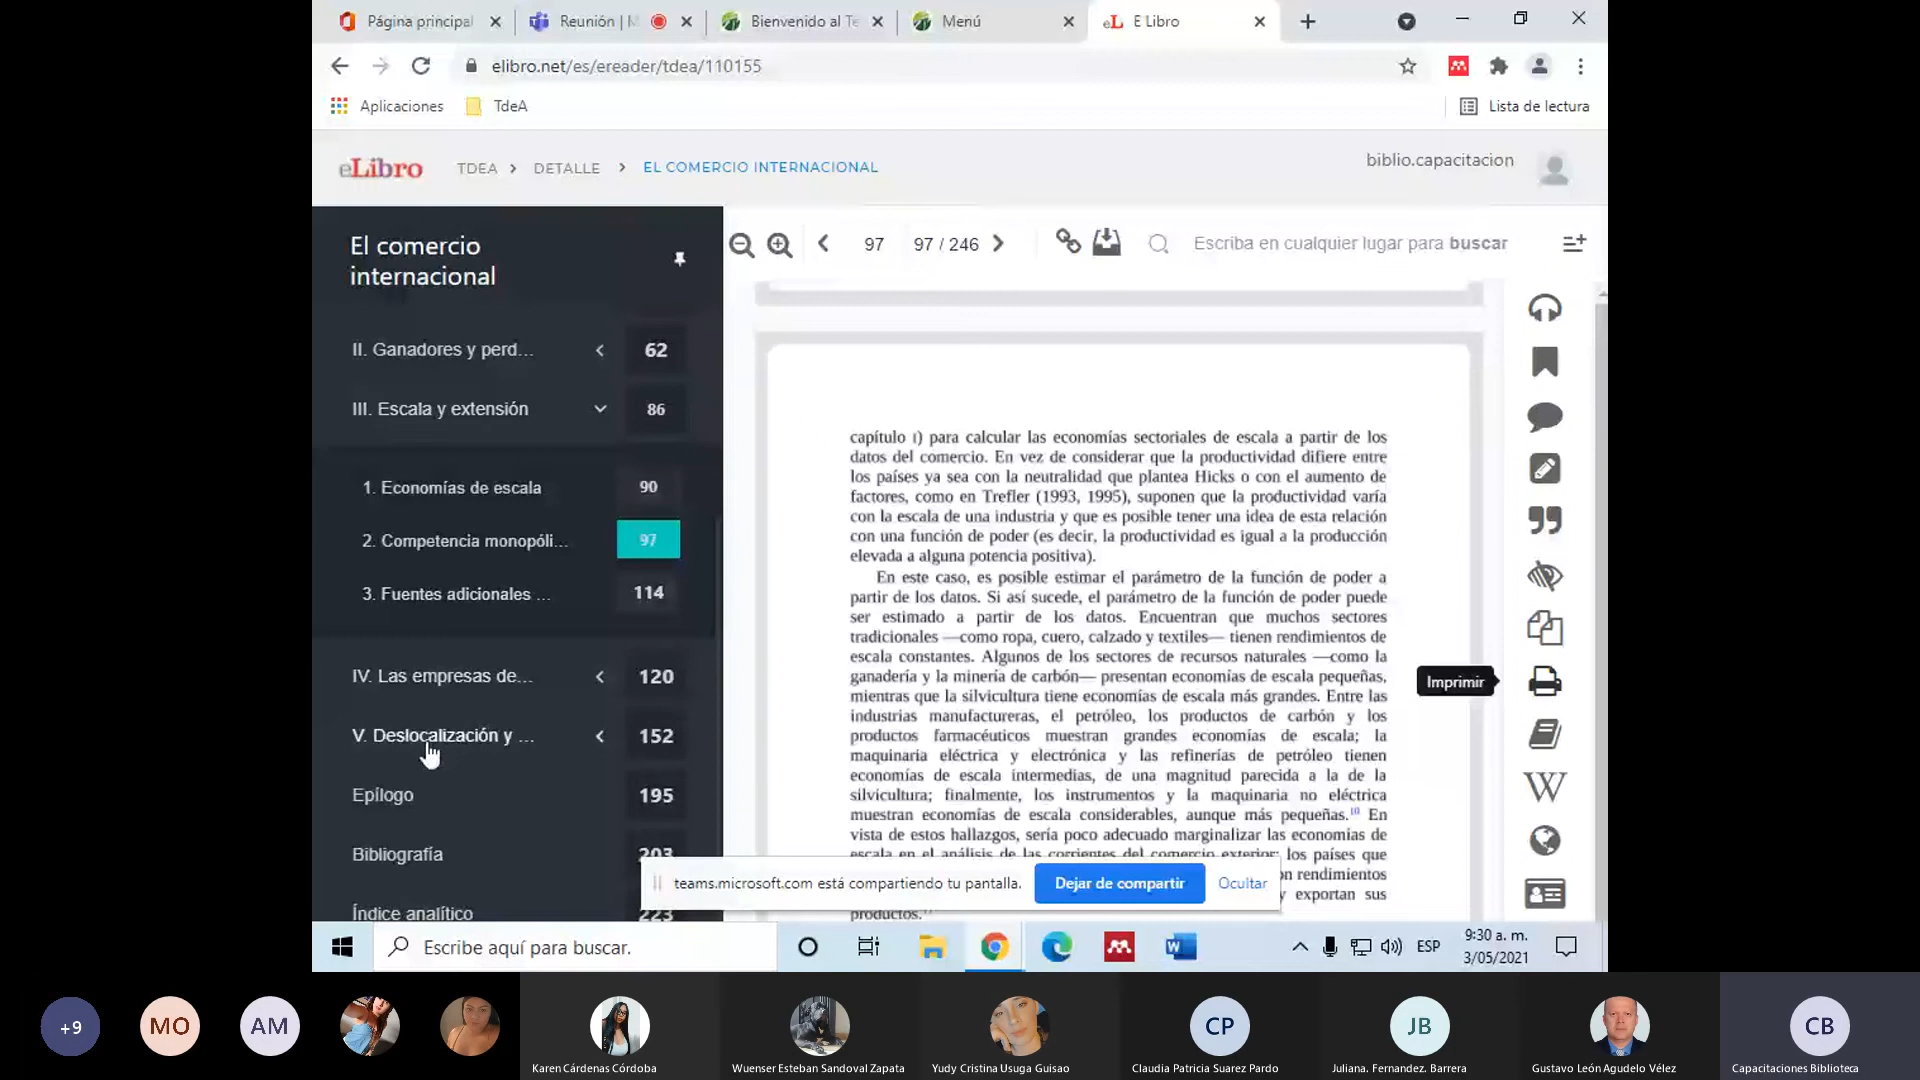 Página principal
Reunión | M
Bienvenido al Te
Menú
eL E Libro
elibro.net/es/ereader/tdea/110155
Aplicaciones
TdeA
Lista de lectura
eLibro
TDEA > DETALLE > EL COMERCIO INTERNACIONAL
biblio.capacitacion
El comercio
internacional
97
97 / 246
Escriba en cualquier lugar para buscar
II. Ganadores y perd... 62
III. Escala y extensión 86
1. Economías de escala 90
2. Competencia monopóli... 97
3. Fuentes adicionales ... 114
IV. Las empresas de... 120
V. Deslocalización y ... 152
Epílogo 195
Bibliografía 203
Índice analítico 223
capítulo I) para calcular las economías sectoriales de escala a partir de los
datos del comercio. En vez de considerar que la productividad difiere entre
los países ya sea con la neutralidad que plantea Hicks o con el aumento de
factores, como en Trefler (1993, 1995), suponen que la productividad varía
con la escala de una industria y que es posible tener una idea de esta relación
con una función de poder (es decir, la productividad es igual a la producción
elevada a alguna potencia positiva).
En este caso, es posible estimar el parámetro de la función de poder a
partir de los datos. Si así sucede, el parámetro de la función de poder puede
ser estimado a partir de los datos. Encuentran que muchos sectores
tradicionales —como ropa, cuero, calzado y textiles— tienen rendimientos de
escala constantes. Algunos de los sectores de recursos naturales —como la
ganadería y la minería de carbón— presentan economías de escala pequeñas,
mientras que la silvicultura tiene economías de escala más grandes. Entre las
industrias manufactureras, el petróleo, los productos de carbón y los
productos farmacéuticos muestran grandes economías de escala; la
maquinaria eléctrica y electrónica y las refinerías de petróleo tienen
economías de escala intermedias, de una magnitud parecida a la de la
silvicultura; finalmente, los instrumentos y la maquinaria no eléctrica
muestran economías de escala considerables, aunque más pequeñas.10 En
vista de estos hallazgos, sería poco adecuado marginalizar las economías de
escala en el análisis de las corrientes del comercio exterior: los países que
on rendimientos
y exportan sus
productos.
Imprimir
W
teams.microsoft.com está compartiendo tu pantalla.
Dejar de compartir
Ocultar
Escribe aquí para buscar.
ESP
9:30 a. m.
3/05/2021
+9
MO
AM
CP
JB
CB
Karen Cárdenas Córdoba
Wuenser Esteban Sandoval Zapata
Yudy Cristina Usuga Guisao
Claudia Patricia Suarez Pardo
Juliana. Fernandez. Barrera
Gustavo León Agudelo Vélez
Capacitaciones Biblioteca